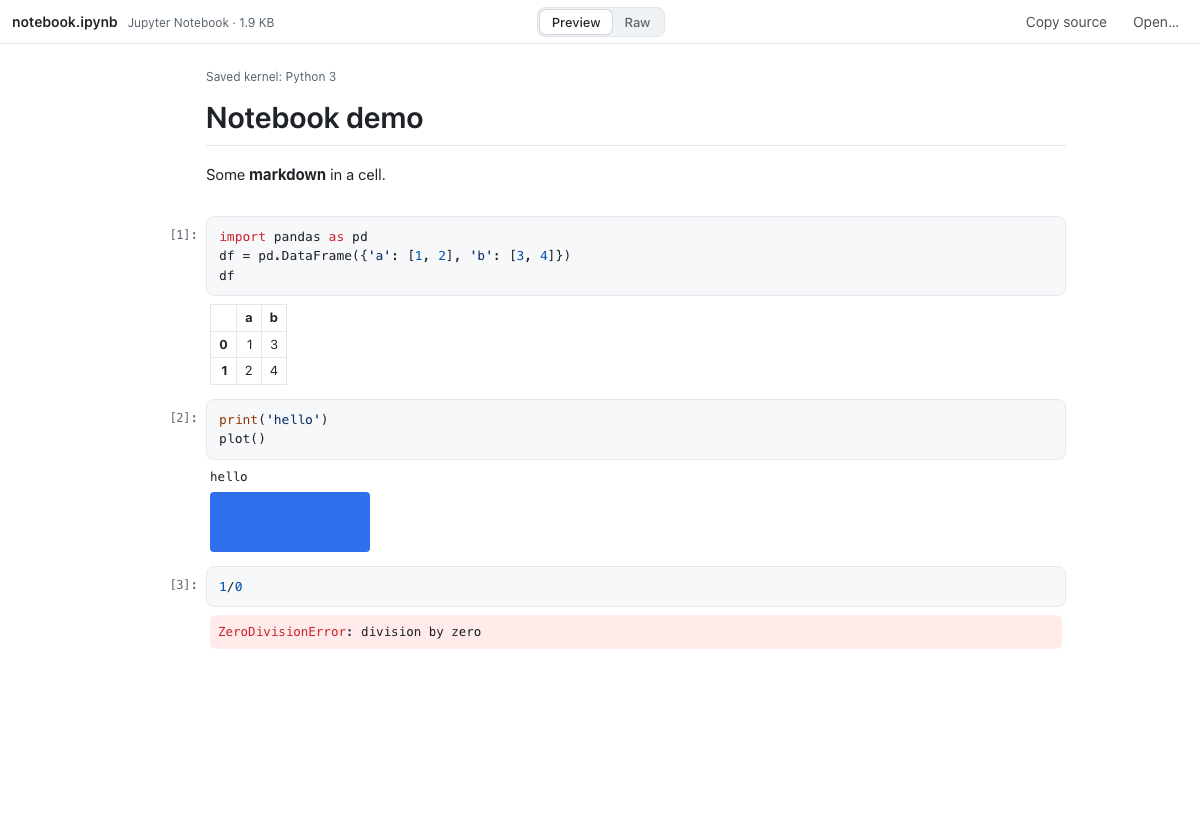 notebook.ipynb Jupyter Notebook · 1.9 KB Preview Raw Copy source Open...
Saved kernel: Python 3
Notebook demo
Some markdown in a cell.
[1]: import pandas as pd
df = pd.DataFrame({'a': [1, 2], 'b': [3, 4]})
df
a b
0 1 3
1 2 4
[2]: print('hello')
plot()
hello
[3]: 1/0
ZeroDivisionError: division by zero